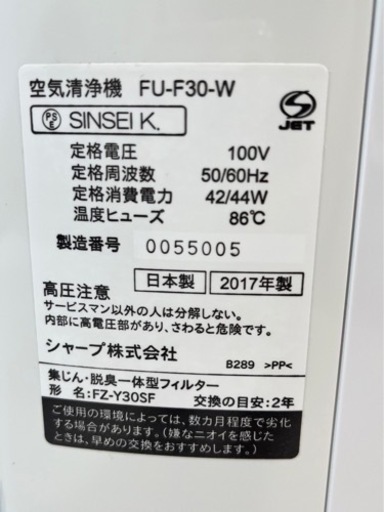 空気清浄機 FU-F30-W
PSE SINSEI K.
S JET
定格電圧 100V
定格周波数 50/60Hz
定格消費電力 42/44W
温度ヒューズ 86℃
製造番号 0055005
日本製 2017年製
高圧注意
サービスマン以外の人は分解しない。
内部に高電圧部があり、さわると危険です。
シャープ株式会社 B289 >PP<
集じん・脱臭一体型フィルター
形 名:FZ-Y30SF 交換の目安:2年
ご使用の環境によっては、数カ月程度で劣化
する場合があります。(嫌なニオイを感じた
ときは、早めの交換をおすすめします。)